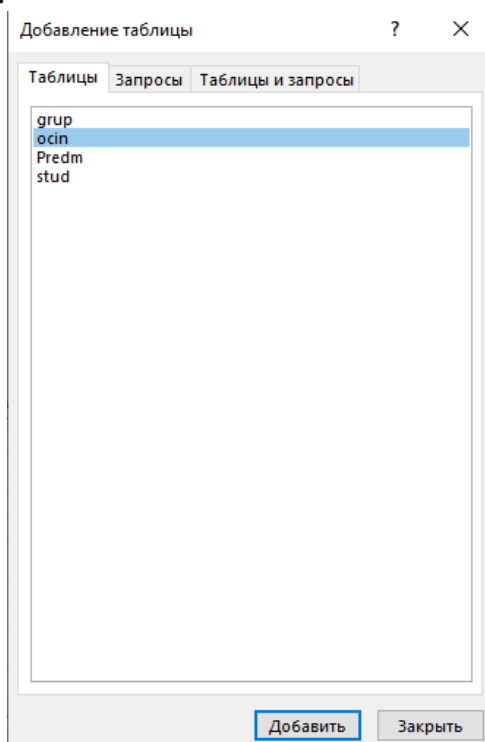 Добавление таблицы ? ×
Таблицы Запросы Таблицы и запросы
grup
ocin
Predm
stud
Добавить Закрыть